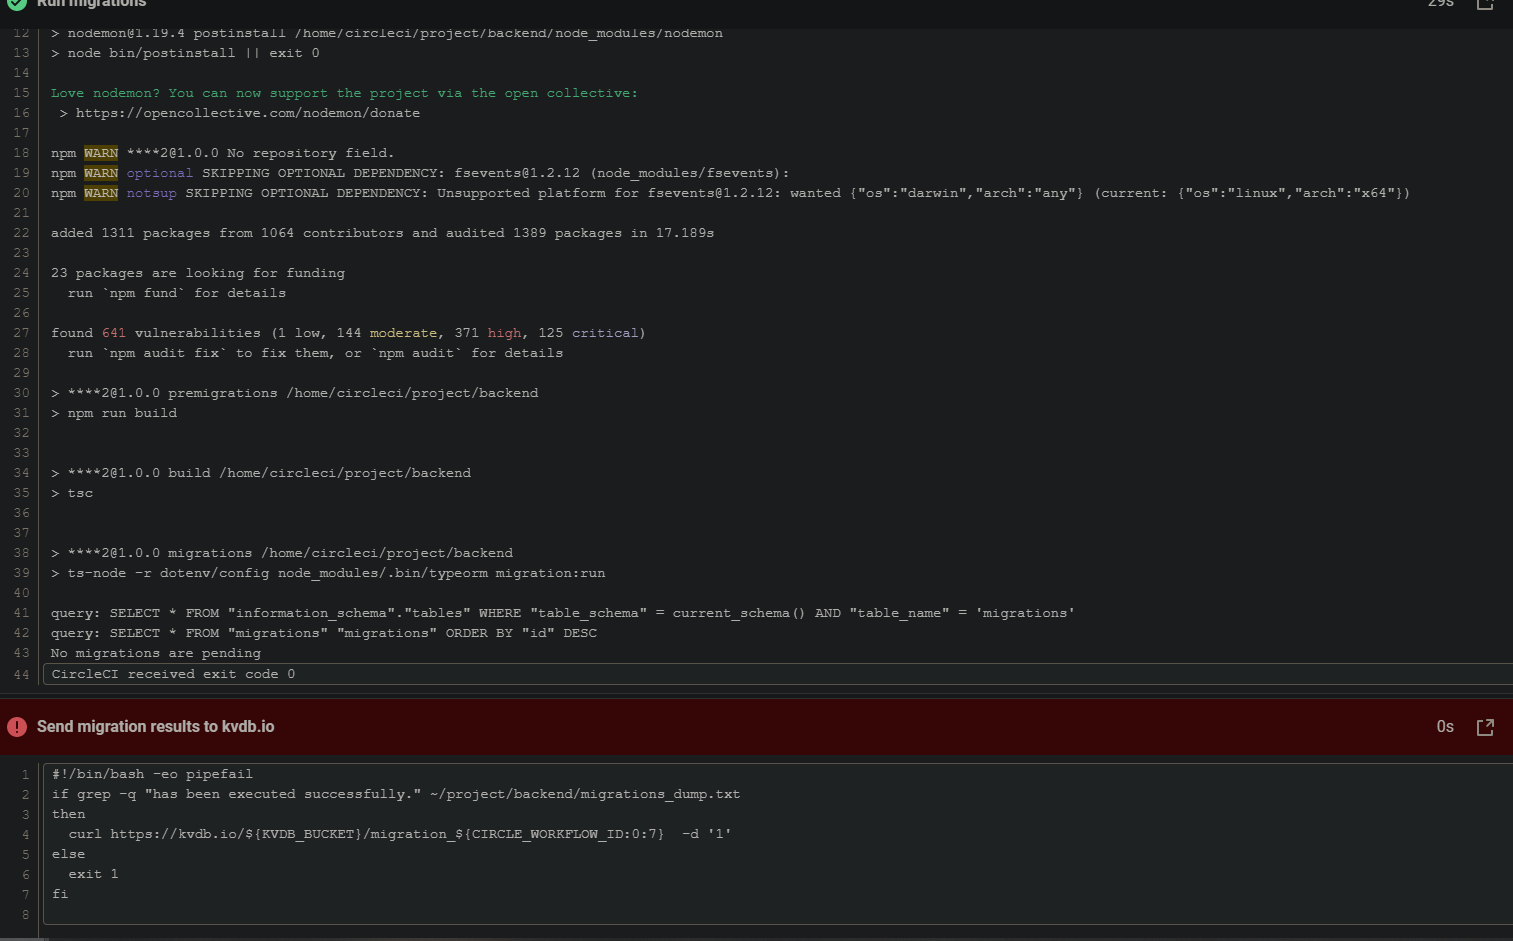 Run migrations
29s
12 > nodemon@1.19.4 postinstall /home/circleci/project/backend/node_modules/nodemon
13 > node bin/postinstall || exit 0
14
15 Love nodemon? You can now support the project via the open collective:
16 > https://opencollective.com/nodemon/donate
17
18 npm WARN ****2@1.0.0 No repository field.
19 npm WARN optional SKIPPING OPTIONAL DEPENDENCY: fsevents@1.2.12 (node_modules/fsevents):
20 npm WARN notsup SKIPPING OPTIONAL DEPENDENCY: Unsupported platform for fsevents@1.2.12: wanted {"os":"darwin","arch":"any"} (current: {"os":"linux","arch":"x64"})
21
22 added 1311 packages from 1064 contributors and audited 1389 packages in 17.189s
23
24 23 packages are looking for funding
25 run `npm fund` for details
26
27 found 641 vulnerabilities (1 low, 144 moderate, 371 high, 125 critical)
28 run `npm audit fix` to fix them, or `npm audit` for details
29
30 > ****2@1.0.0 premigrations /home/circleci/project/backend
31 > npm run build
32
33
34 > ****2@1.0.0 build /home/circleci/project/backend
35 > tsc
36
37
38 > ****2@1.0.0 migrations /home/circleci/project/backend
39 > ts-node -r dotenv/config node_modules/.bin/typeorm migration:run
40
41 query: SELECT * FROM "information_schema"."tables" WHERE "table_schema" = current_schema() AND "table_name" = 'migrations'
42 query: SELECT * FROM "migrations" "migrations" ORDER BY "id" DESC
43 No migrations are pending
44 CircleCI received exit code 0
Send migration results to kvdb.io
0s
1 #!/bin/bash -eo pipefail
2 if grep -q "has been executed successfully." ~/project/backend/migrations_dump.txt
3 then
4 curl https://kvdb.io/${KVDB_BUCKET}/migration_${CIRCLE_WORKFLOW_ID:0:7} -d '1'
5 else
6 exit 1
7 fi
8